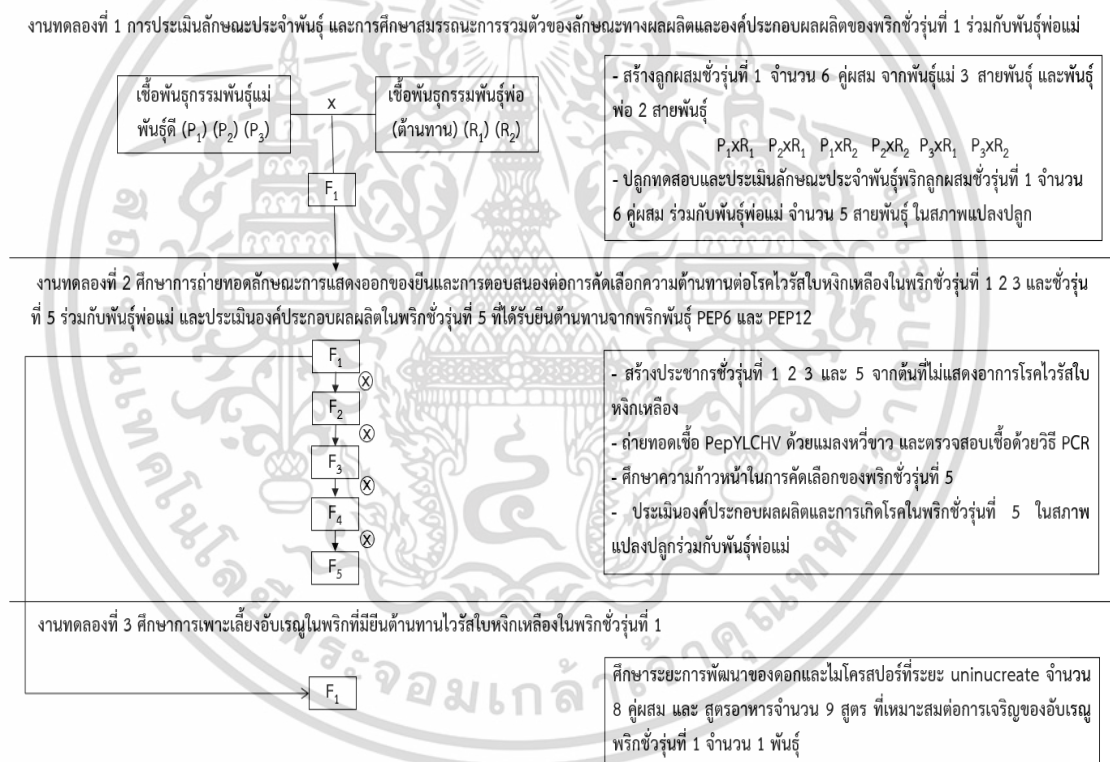 งานทดลองที่ 1 การประเมินลักษณะประจำพันธุ์ และการศึกษาสมรรถนะการรวมตัวของลักษณะทางผลผลิตและองค์ประกอบผลผลิตของพริกชั่วรุ่นที่ 1 ร่วมกับพันธุ์พ่อแม่
เชื้อพันธุกรรมพันธุ์แม่
พันธุ์ดี (P₁) (P₂) (P₃)
x
เชื้อพันธุกรรมพันธุ์พ่อ
(ต้านทาน) (R₁) (R₂)
F₁
- สร้างลูกผสมชั่วรุ่นที่ 1 จำนวน 6 คู่ผสม จากพันธุ์แม่ 3 สายพันธุ์ และพันธุ์
พ่อ 2 สายพันธุ์
P₁xR₁ P₂xR₁ P₁xR₂ P₂xR₂ P₃xR₁ P₃xR₂
- ปลูกทดสอบและประเมินลักษณะประจำพันธุ์พริกลูกผสมชั่วรุ่นที่ 1 จำนวน
6 คู่ผสม ร่วมกับพันธุ์พ่อแม่ จำนวน 5 สายพันธุ์ ในสภาพแปลงปลูก
งานทดลองที่ 2 ศึกษาการถ่ายทอดลักษณะการแสดงออกของยีนและการตอบสนองต่อการคัดเลือกความต้านทานต่อโรคไวรัสใบหงิกเหลืองในพริกชั่วรุ่นที่ 1 2 3 และชั่วรุ่น
ที่ 5 ร่วมกับพันธุ์พ่อแม่ และประเมินองค์ประกอบผลผลิตในพริกชั่วรุ่นที่ 5 ที่ได้รับยีนต้านทานจากพริกพันธุ์ PEP6 และ PEP12
F₁
X
F₂
X
F₃
X
F₄
X
F₅
- สร้างประชากรชั่วรุ่นที่ 1 2 3 และ 5 จากต้นที่ไม่แสดงอาการโรคไวรัสใบ
หงิกเหลือง
- ถ่ายทอดเชื้อ PepYLCHV ด้วยแมลงหวี่ขาว และตรวจสอบเชื้อด้วยวิธี PCR
- ศึกษาความก้าวหน้าในการคัดเลือกของพริกชั่วรุ่นที่ 5
- ประเมินองค์ประกอบผลผลิตและการเกิดโรคในพริกชั่วรุ่นที่ 5 ในสภาพ
แปลงปลูกร่วมกับพันธุ์พ่อแม่
งานทดลองที่ 3 ศึกษาการเพาะเลี้ยงอับเรณูในพริกที่มียีนต้านทานไวรัสใบหงิกเหลืองในพริกชั่วรุ่นที่ 1
F₁
ศึกษาระยะการพัฒนาของดอกและไมโครสปอร์ที่ระยะ uninucreate จำนวน
8 คู่ผสม และ สูตรอาหารจำนวน 9 สูตร ที่เหมาะสมต่อการเจริญของอับเรณู
พริกชั่วรุ่นที่ 1 จำนวน 1 พันธุ์